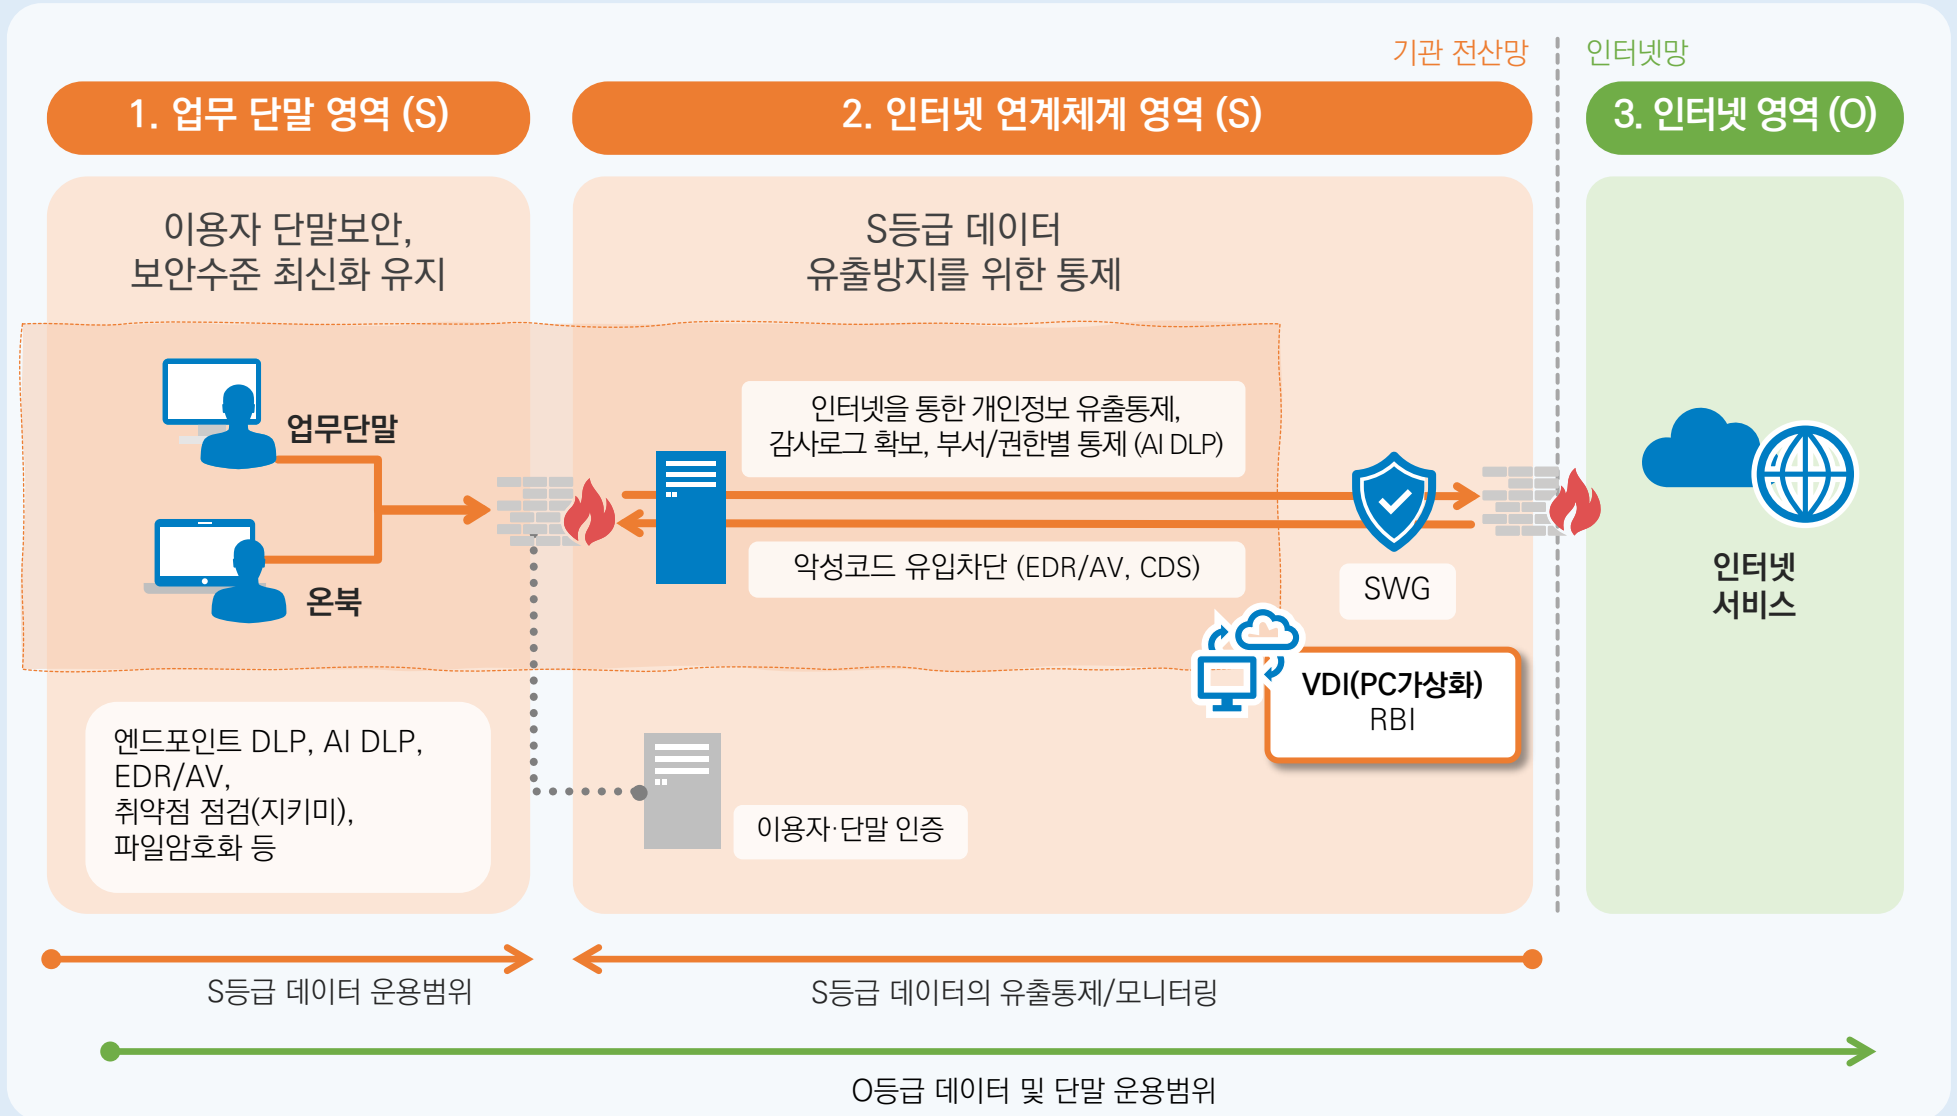 기관 전산망
인터넷망
1. 업무 단말 영역 (S)
2. 인터넷 연계체계 영역 (S)
3. 인터넷 영역 (O)
이용자 단말보안,
보안수준 최신화 유지
S등급 데이터
유출방지를 위한 통제
업무단말
온북
인터넷을 통한 개인정보 유출통제,
감사로그 확보, 부서/권한별 통제 (AI DLP)
악성코드 유입차단 (EDR/AV, CDS)
SWG
VDI(PC가상화)
RBI
인터넷
서비스
엔드포인트 DLP, AI DLP,
EDR/AV,
취약점 점검(지키미),
파일암호화 등
이용자·단말 인증
S등급 데이터 운용범위
S등급 데이터의 유출통제/모니터링
O등급 데이터 및 단말 운용범위